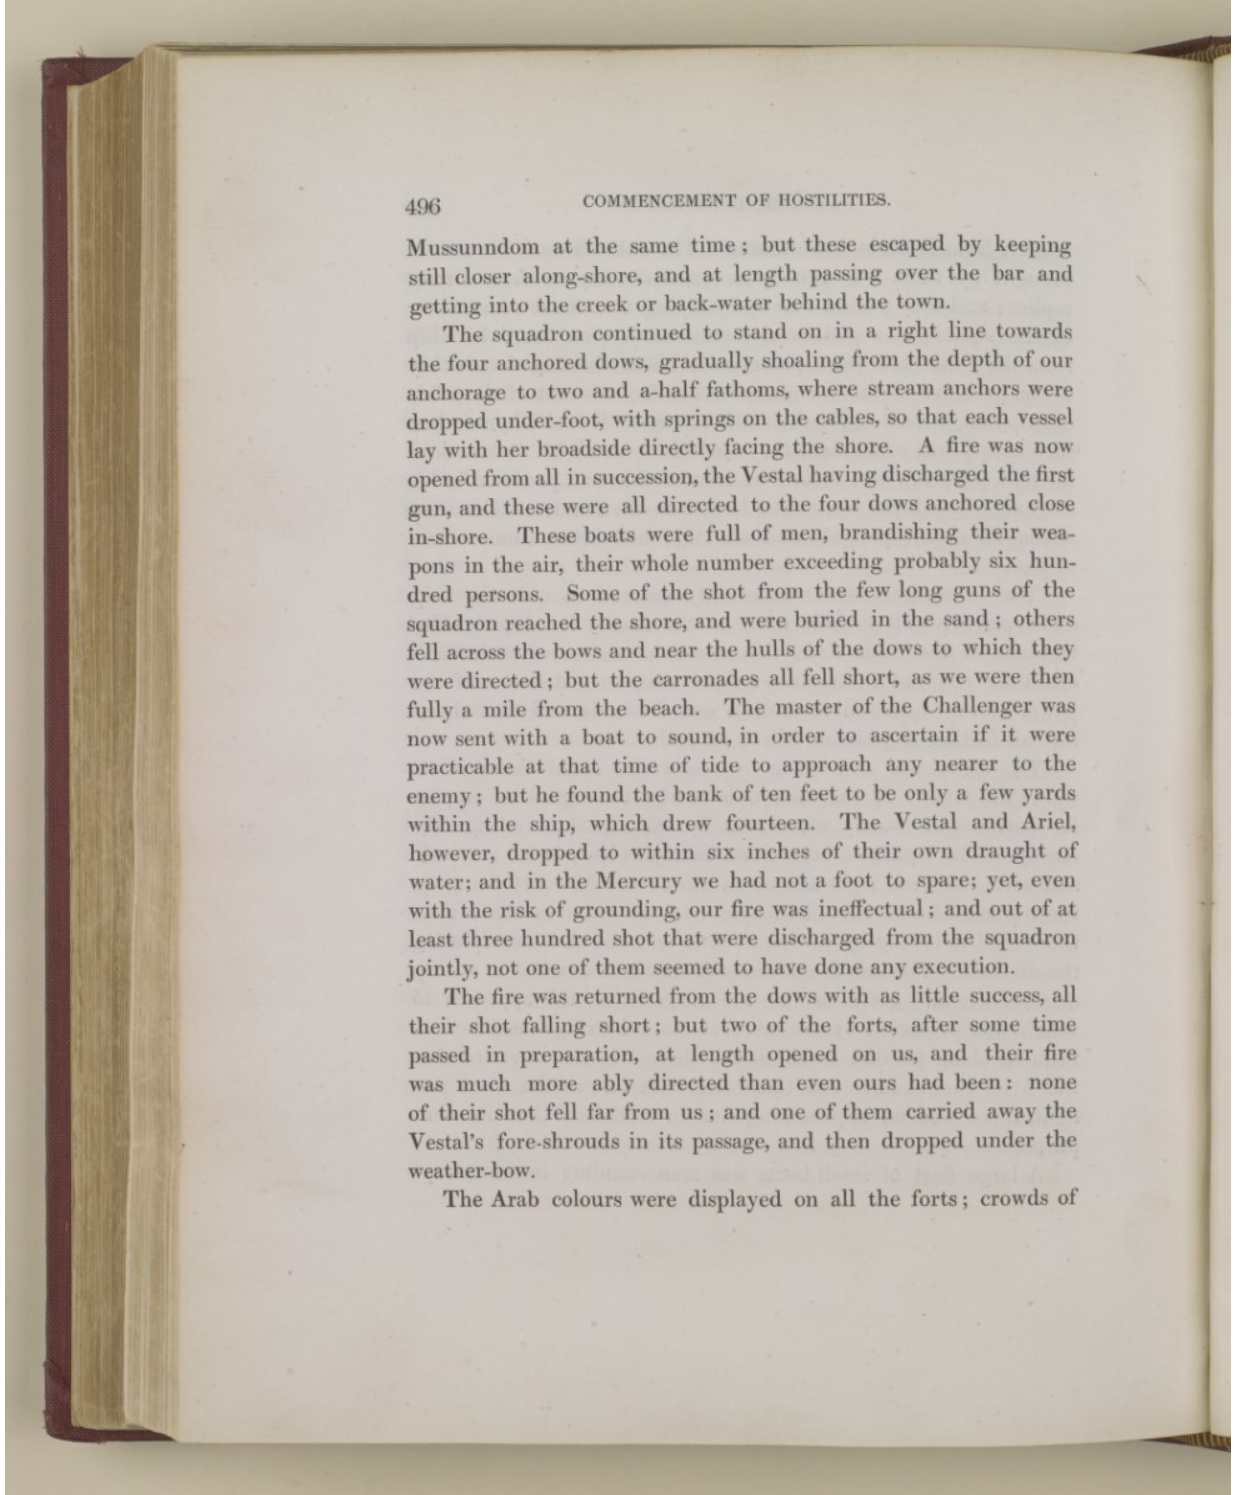 496
COMMENCEMENT OF HOSTILITIES.
Mussunndom at the same time; but these escaped by keeping
still closer along-shore, and at length passing over the bar and
getting into the creek or back-water behind the town.
The squadron continued to stand on in a right line towards
the four anchored dows, gradually shoaling from the depth of our
anchorage to two and a-half fathoms, where stream anchors were
dropped under-foot, with springs on the cables, so that each vessel
lay with her broadside directly facing the shore. A fire was now
opened from all in succession, the Vestal having discharged the first
gun, and these were all directed to the four dows anchored close
in-shore. These boats were full of men, brandishing their wea-
pons in the air, their whole number exceeding probably six hun-
dred persons. Some of the shot from the few long guns of the
squadron reached the shore, and were buried in the sand; others
fell across the bows and near the hulls of the dows to which they
were directed; but the carronades all fell short, as we were then
fully a mile from the beach. The master of the Challenger was
now sent with a boat to sound, in order to ascertain if it were
practicable at that time of tide to approach any nearer to the
enemy; but he found the bank of ten feet to be only a few yards
within the ship, which drew fourteen. The Vestal and Ariel,
however, dropped to within six inches of their own draught of
water; and in the Mercury we had not a foot to spare; yet, even
with the risk of grounding, our fire was ineffectual; and out of at
least three hundred shot that were discharged from the squadron
jointly, not one of them seemed to have done any execution.
The fire was returned from the dows with as little success, all
their shot falling short; but two of the forts, after some time
passed in preparation, at length opened on us, and their fire
was much more ably directed than even ours had been: none
of their shot fell far from us; and one of them carried away the
Vestal's fore-shrouds in its passage, and then dropped under the
weather-bow.
The Arab colours were displayed on all the forts; crowds of